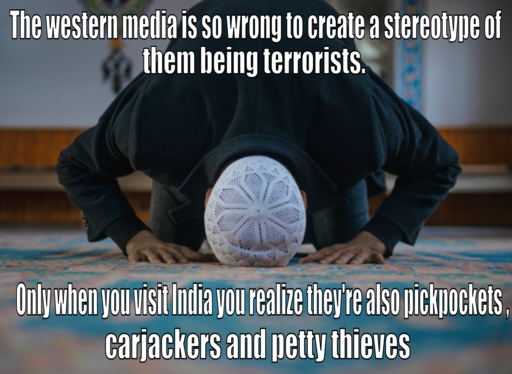 The western media is so wrong to create a stereotype of
them being terrorists.
Only when you visit India you realize they're also pickpockets,
carjackers and petty thieves